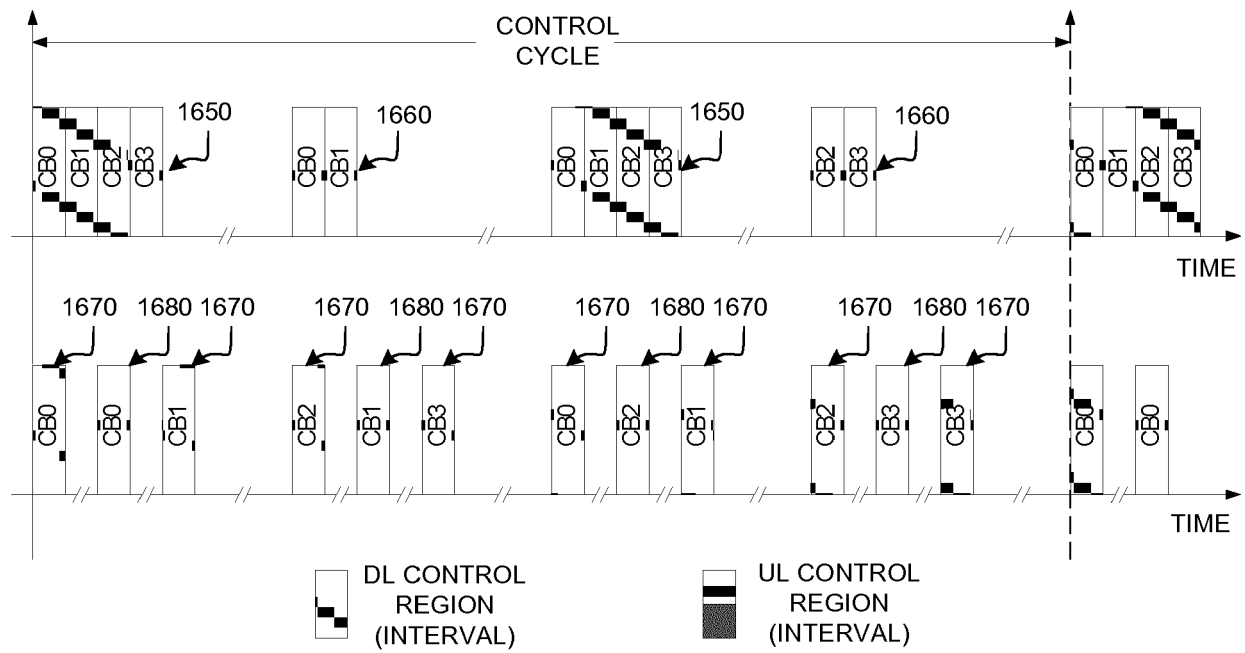 CONTROL
CYCLE
1650
1660
1650
1660
CB0
CB1
CB2
CB3
CB0
CB1
CB0
CB1
CB2
CB3
CB2
CB3
CB0
CB1
CB2
CB3
TIME
1670
1680
1670
1670
1680
1670
1670
1680
1670
1670
1680
1670
CB0
CB0
CB1
CB2
CB1
CB3
CB0
CB2
CB1
CB2
CB3
CB3
CB0
CB0
TIME
DL CONTROL
REGION
(INTERVAL)
UL CONTROL
REGION
(INTERVAL)